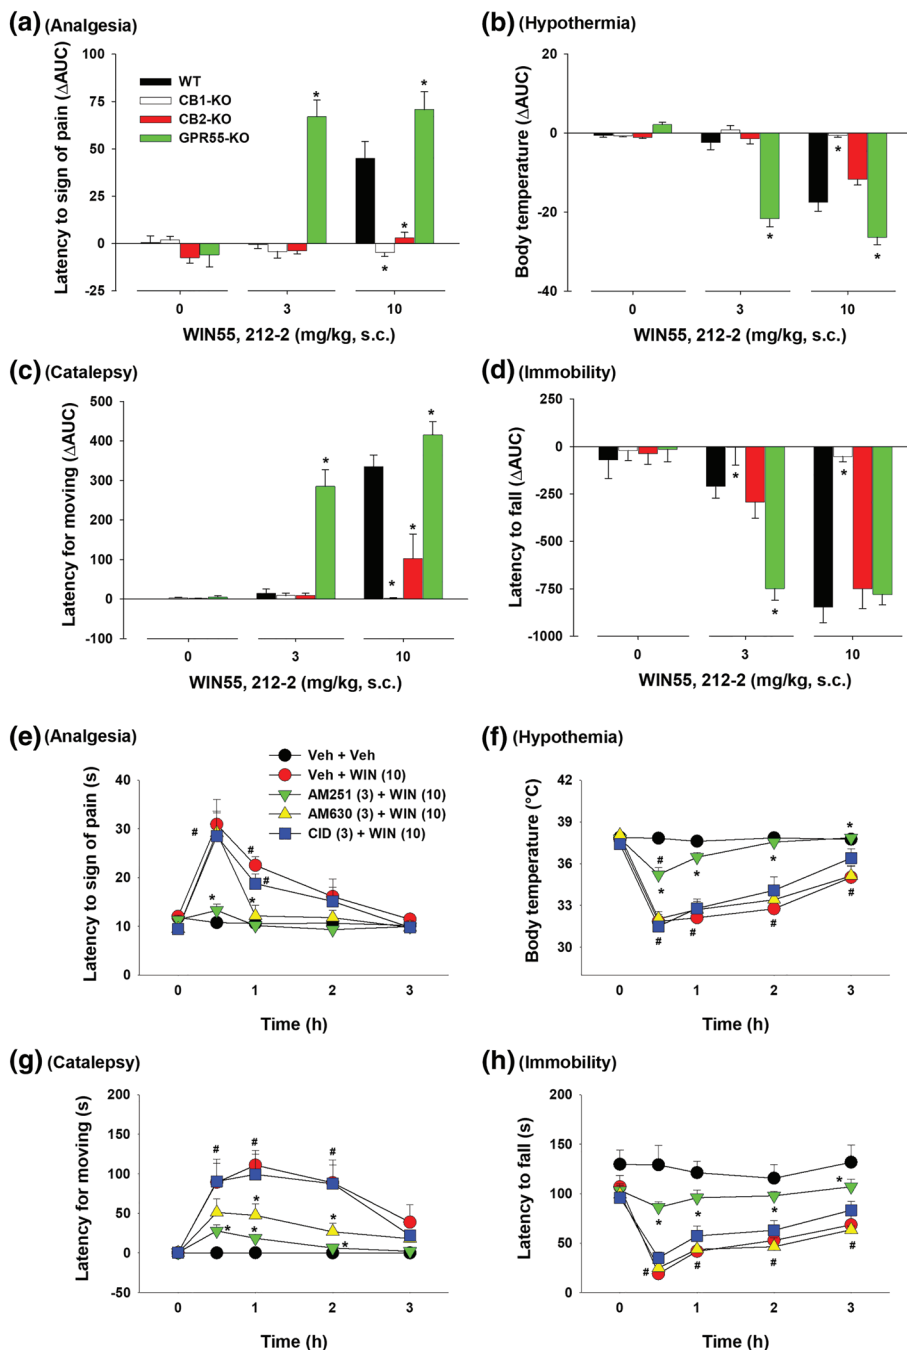 (a) (Analgesia)
Latency to sign of pain (ΔAUC)
100
75
50
25
0
-25
WT
CB1-KO
CB2-KO
GPR55-KO
*
*
*
*
0 3 10
WIN55, 212-2 (mg/kg, s.c.)
(b) (Hypothermia)
Body temperature (ΔAUC)
20
0
-20
-40
*
*
*
0 3 10
WIN55, 212-2 (mg/kg, s.c.)
(c) (Catalepsy)
Latency for moving (ΔAUC)
500
400
300
200
100
0
-100
*
*
*
*
0 3 10
WIN55, 212-2 (mg/kg, s.c.)
(d) (Immobility)
Latency to fall (ΔAUC)
250
0
-250
-500
-750
-1000
*
*
*
0 3 10
WIN55, 212-2 (mg/kg, s.c.)
(e) (Analgesia)
Latency to sign of pain (s)
40
30
20
10
0
Veh + Veh
Veh + WIN (10)
AM251 (3) + WIN (10)
AM630 (3) + WIN (10)
CID (3) + WIN (10)
#
#
#
*
*
0 1 2 3
Time (h)
(f) (Hypothemia)
Body temperature (°C)
42
39
36
33
30
*
#
*
*
*
#
#
#
#
0 1 2 3
Time (h)
(g) (Catalepsy)
Latency for moving (s)
200
150
100
50
0
-50
# # #
*
*
*
*
*
0 1 2 3
Time (h)
(h) (Immobility)
Latency to fall (s)
200
150
100
50
0
*
*
*
*
#
#
#
#
0 1 2 3
Time (h)